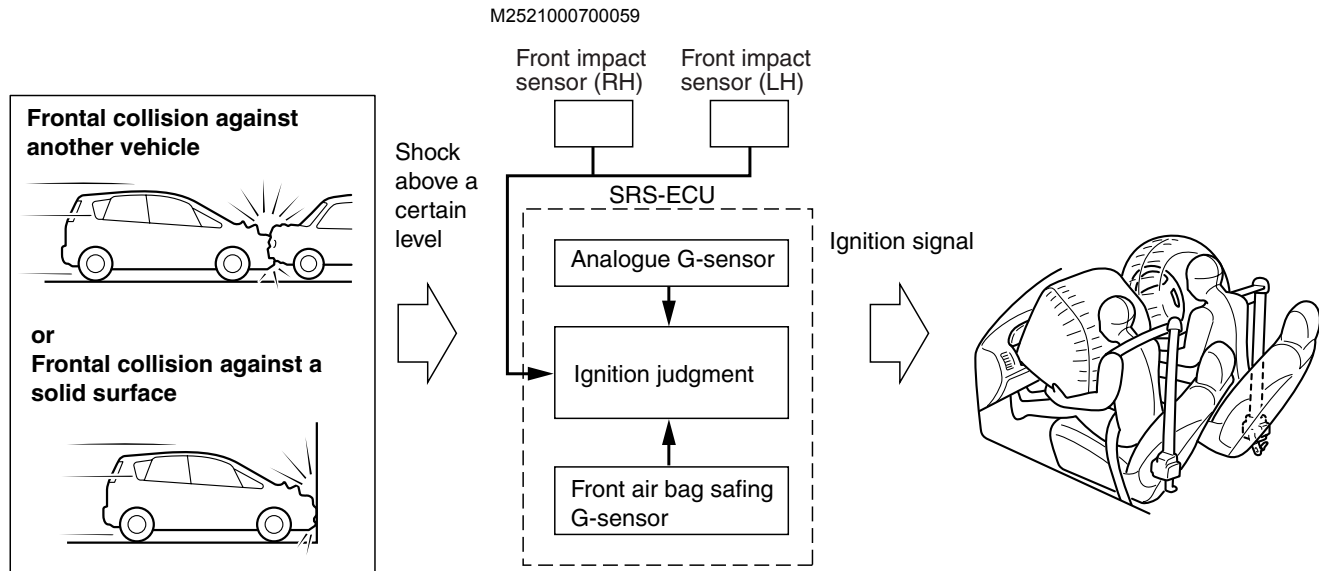 M2521000700059
Front impact
sensor (RH)
Front impact
sensor (LH)
Frontal collision against
another vehicle
or
Frontal collision against a
solid surface
Shock
above a
certain
level
SRS-ECU
Analogue G-sensor
Ignition judgment
Front air bag safing
G-sensor
Ignition signal